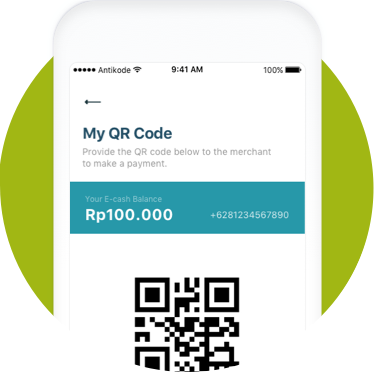 Antikode 9:41 AM 100%
My QR Code
Provide the QR code below to the merchant
to make a payment.
Your E-cash Balance
Rp100.000 +6281234567890